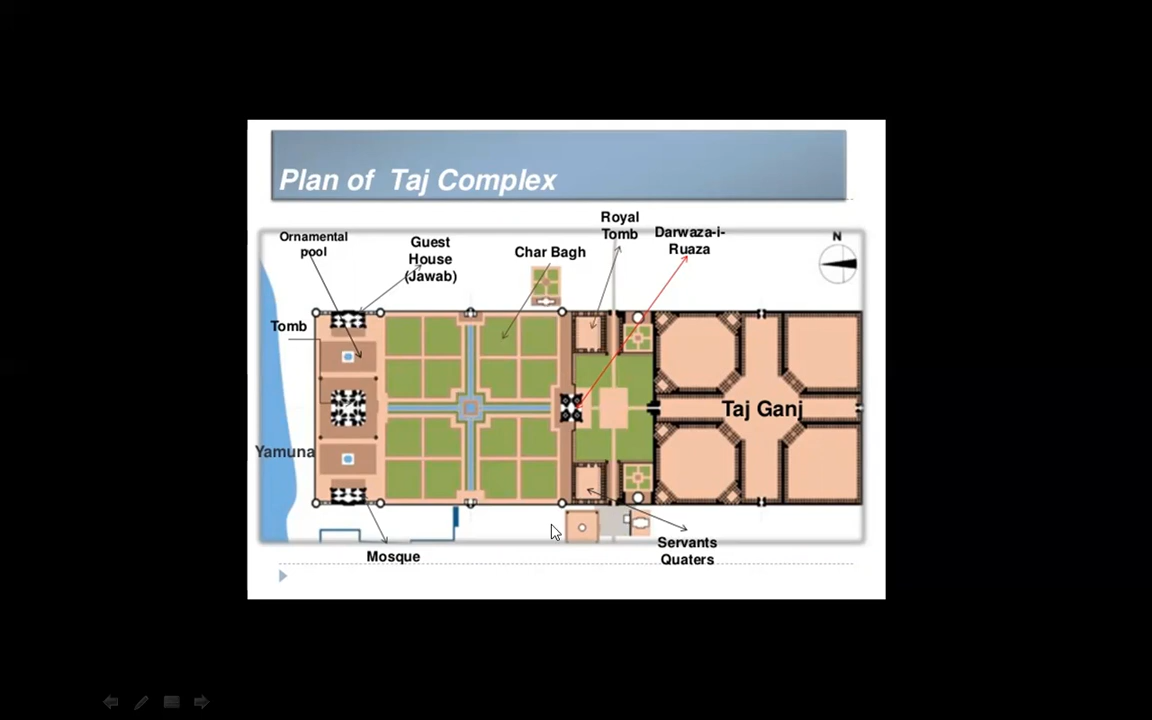 Plan of Taj Complex
Ornamental
pool
Guest
House
(Jawab)
Char Bagh
Royal
Tomb
Darwaza-i-
Ruaza
N
Tomb
Taj Ganj
Yamuna
Mosque
Servants
Quaters